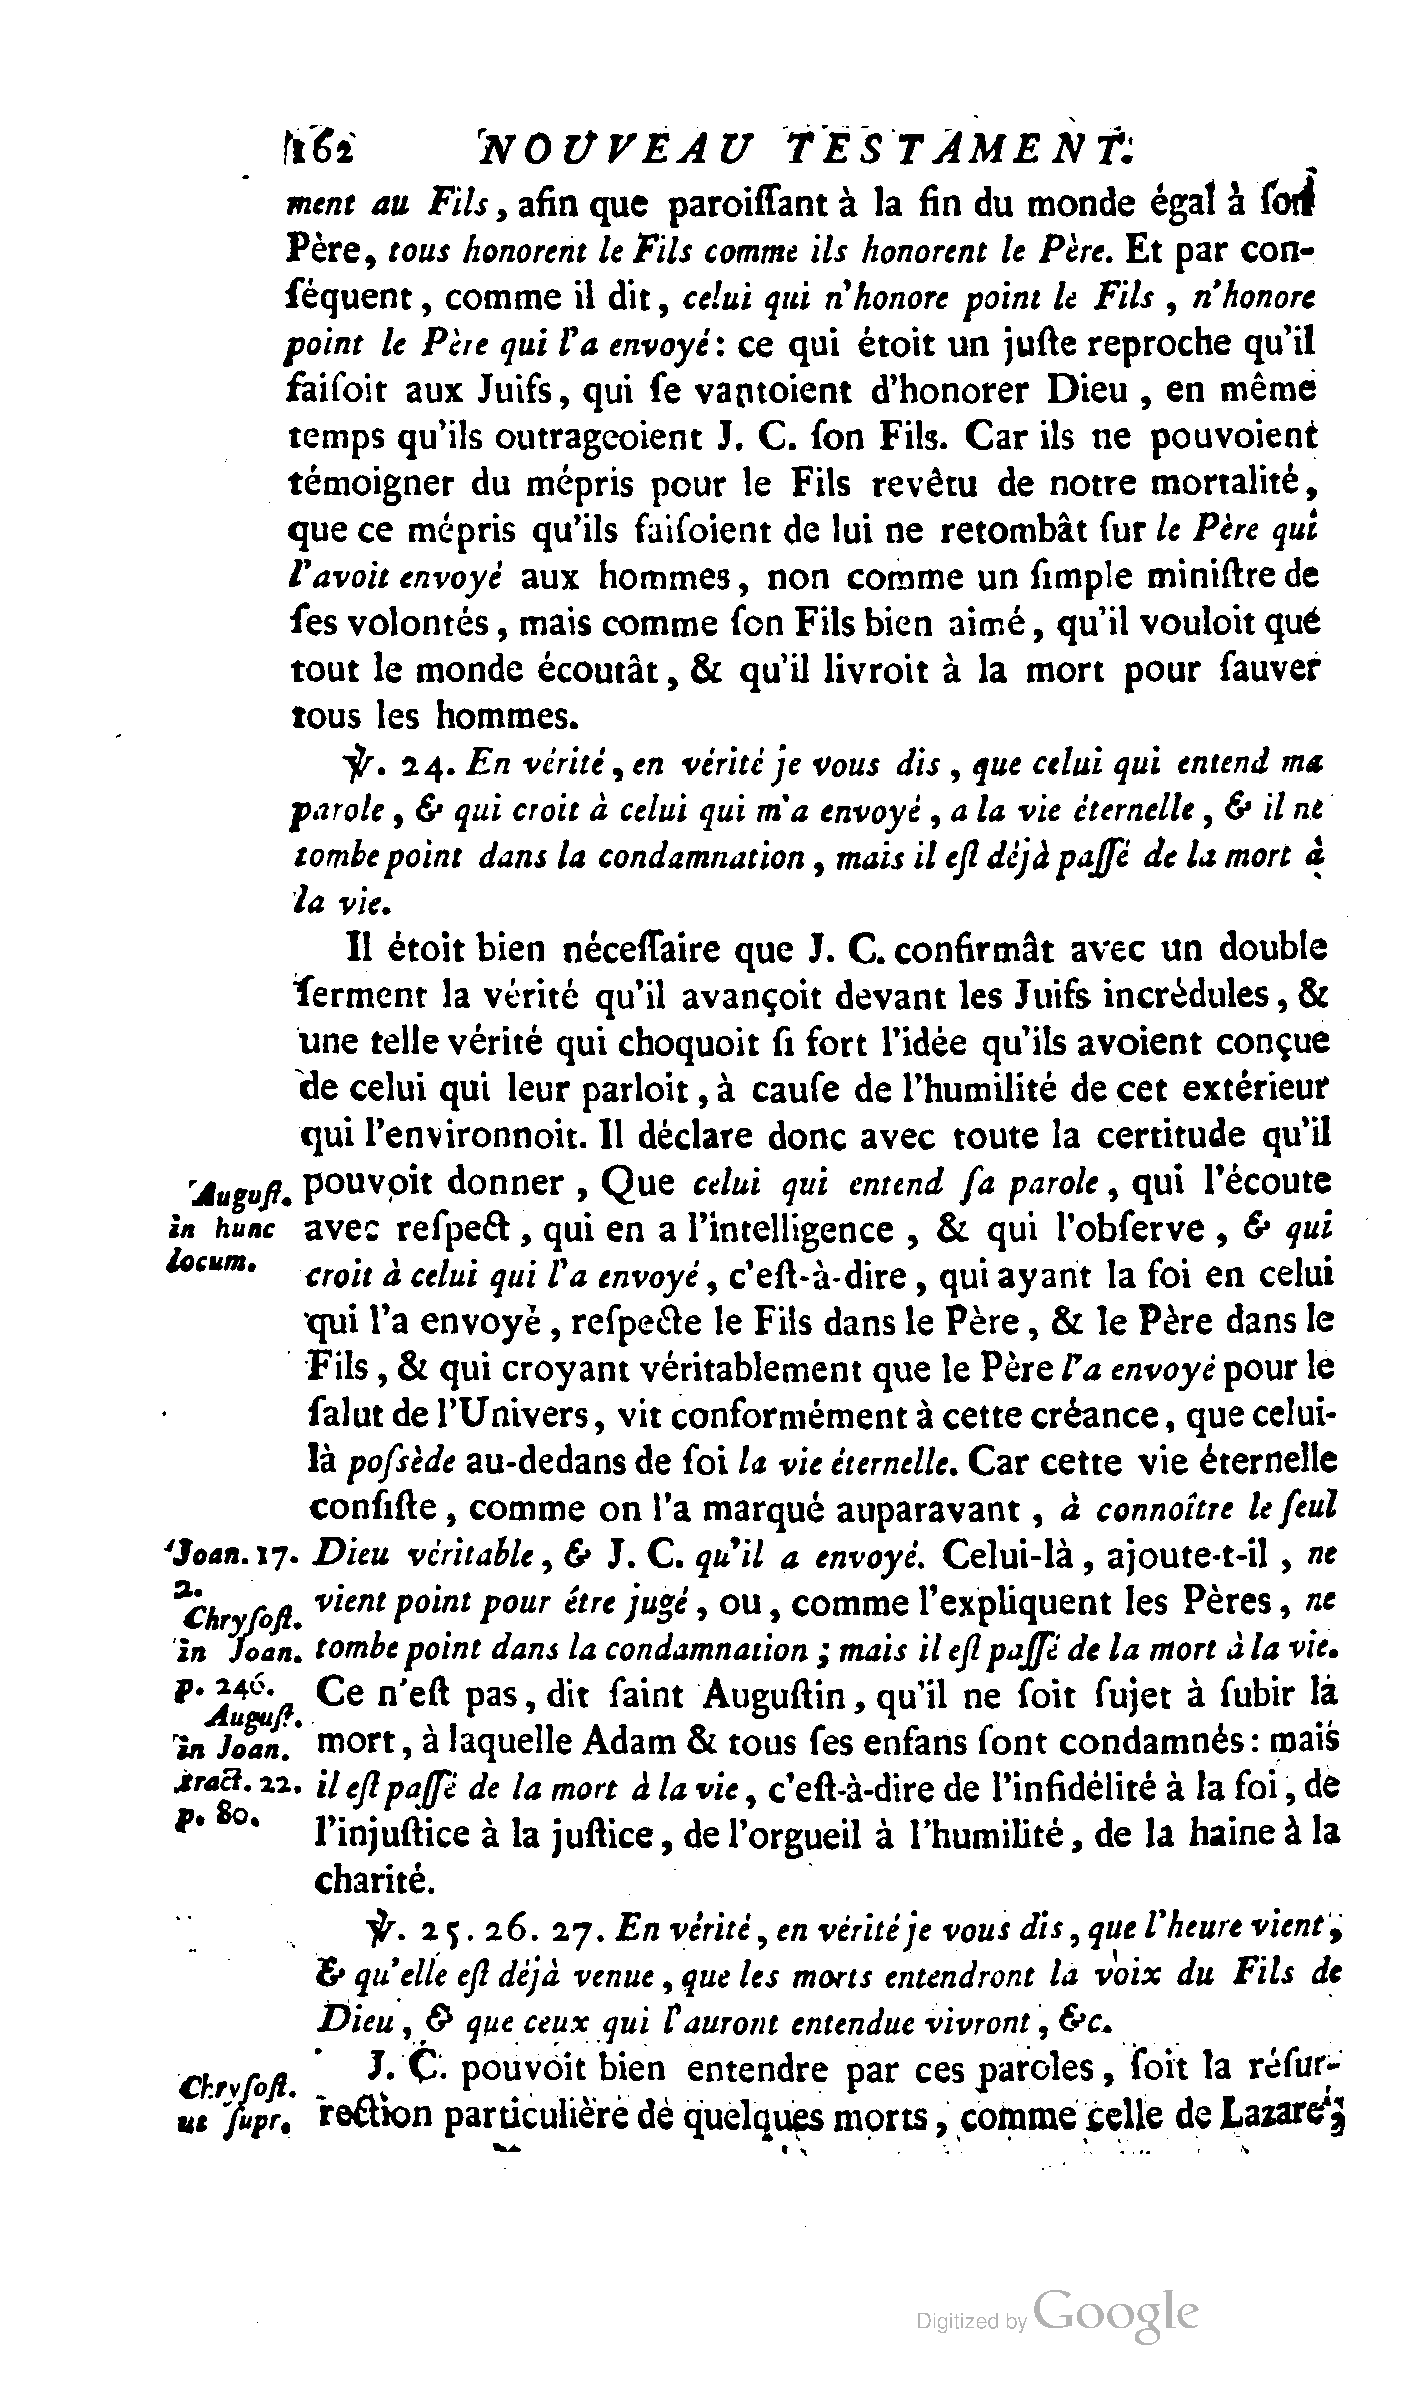 162 NOUVEAU TESTAMENT.
ment au Fils, afin que paroiſſant à la fin du monde égal à ſon
Père, tous honorent le Fils comme ils honorent le Père. Et par con-
ſéquent, comme il dit, celui qui n'honore point le Fils, n'honore
point le Père qui l'a envoyé: ce qui étoit un juſte reproche qu'il
faiſoit aux Juifs, qui ſe vantoient d'honorer Dieu, en même
temps qu'ils outrageoient J. C. ſon Fils. Car ils ne pouvoient
témoigner du mépris pour le Fils revêtu de notre mortalité,
que ce mépris qu'ils faiſoient de lui ne retombât ſur le Père qui
l'avoit envoyé aux hommes, non comme un ſimple miniſtre de
ſes volontés, mais comme ſon Fils bien aimé, qu'il vouloit que
tout le monde écoutât, & qu'il livroit à la mort pour ſauver
tous les hommes.
℣. 24. En vérité, en vérité je vous dis, que celui qui entend ma
parole, & qui croit à celui qui m'a envoyé, a la vie éternelle, & il ne
tombe point dans la condamnation, mais il eſt déjà paſſé de la mort à
la vie.
Il étoit bien néceſſaire que J. C. confirmât avec un double
ſerment la vérité qu'il avançoit devant les Juifs incrédules, &
une telle vérité qui choquoit ſi fort l'idée qu'ils avoient conçue
de celui qui leur parloit, à cauſe de l'humilité de cet extérieur
qui l'environnoit. Il déclare donc avec toute la certitude qu'il
Auguſt. pouvoit donner, Que celui qui entend ſa parole, qui l'écoute
in hunc avec reſpect, qui en a l'intelligence, & qui l'obſerve, & qui
locum. croit à celui qui l'a envoyé, c'eſt-à-dire, qui ayant la foi en celui
qui l'a envoyé, reſpecte le Fils dans le Père, & le Père dans le
Fils, & qui croyant véritablement que le Père l'a envoyé pour le
ſalut de l'Univers, vit conformément à cette créance, que celui-
là poſsède au-dedans de ſoi la vie éternelle. Car cette vie éternelle
conſiſte, comme on l'a marqué auparavant, à connoître le ſeul
Joan. 17. Dieu véritable, & J. C. qu'il a envoyé. Celui-là, ajoute-t-il, ne
2.
Chryſoſt. vient point pour être jugé, ou, comme l'expliquent les Pères, ne
in Joan. tombe point dans la condamnation; mais il eſt paſſé de la mort à la vie.
p. 246. Ce n'eſt pas, dit ſaint Auguſtin, qu'il ne ſoit ſujet à ſubir la
Auguſt.
in Joan. mort, à laquelle Adam & tous ſes enfans ſont condamnés: mais
tract. 22. il eſt paſſé de la mort à la vie, c'eſt-à-dire de l'infidélité à la foi, de
p. 80. l'injuſtice à la juſtice, de l'orgueil à l'humilité, de la haine à la
charité.
℣. 25. 26. 27. En vérité, en vérité je vous dis, que l'heure vient,
& qu'elle eſt déjà venue, que les morts entendront la voix du Fils de
Dieu, & que ceux qui l'auront entendue vivront, &c.
J. C. pouvoit bien entendre par ces paroles, ſoit la réſur-
Chryſoſt.
ut ſupr. rection particulière de quelques morts, comme celle de Lazare,
Digitized by Google